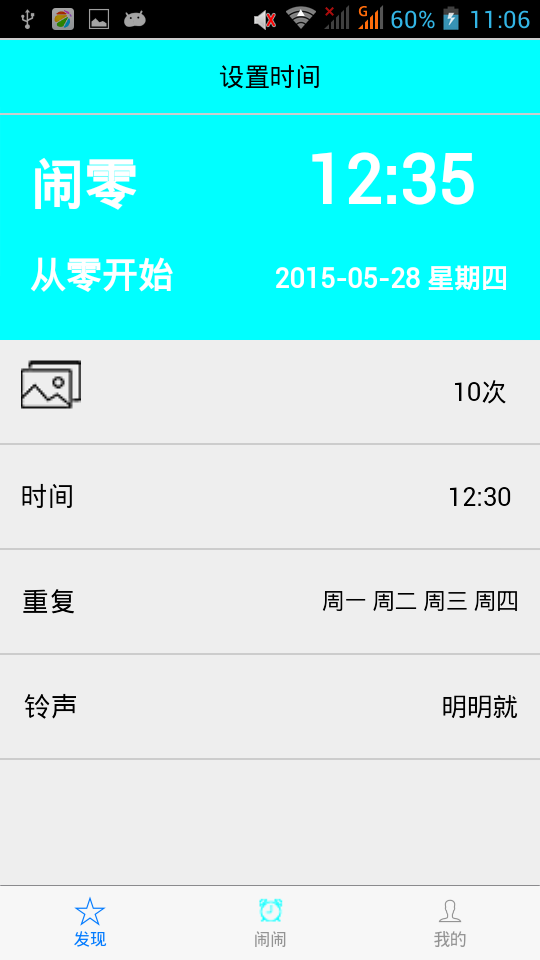 G 60% 11:06
设置时间
闹零 12:35
从零开始 2015-05-28 星期四
10次
时间 12:30
重复 周一 周二 周三 周四
铃声 明明就
发现 闹闹 我的